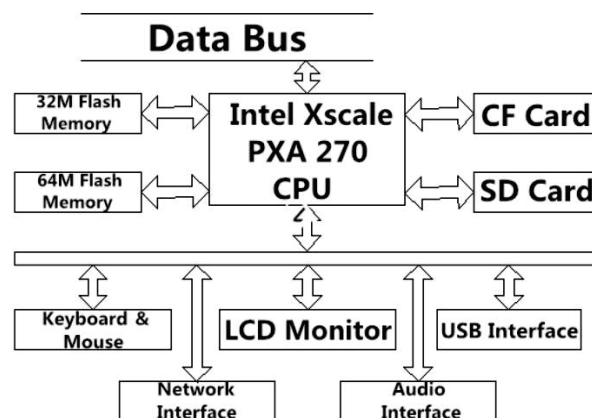 Data Bus
32M Flash
Memory
Intel Xscale
PXA 270
CPU
CF Card
64M Flash
Memory
SD Card
Keyboard &
Mouse
LCD Monitor
USB Interface
Network
Interface
Audio
Interface